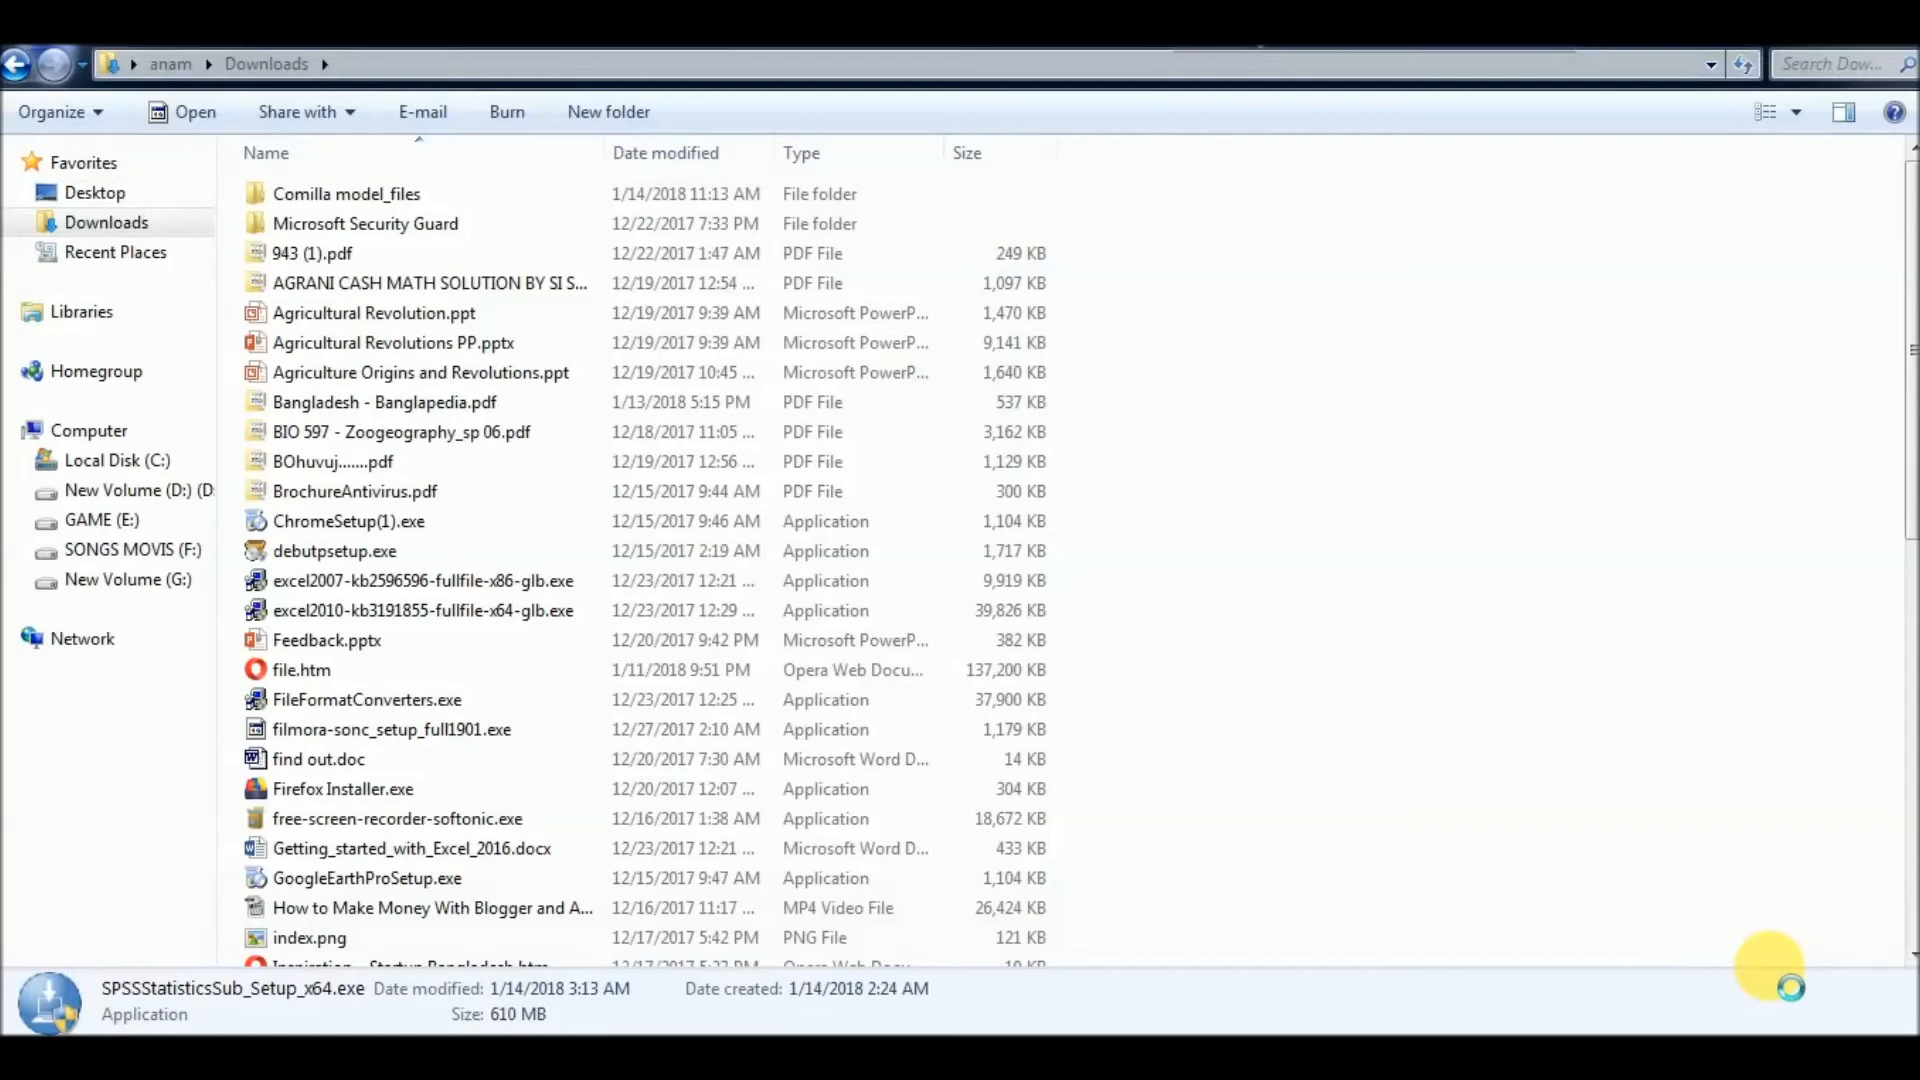 anam Downloads Search Dow...
Organize Open Share with E-mail Burn New folder
Name Date modified Type Size
Favorites
Desktop
Downloads
Recent Places
Libraries
Homegroup
Computer
Local Disk (C:)
New Volume (D:) (D:
GAME (E:)
SONGS MOVIS (F:)
New Volume (G:)
Network
Comilla model_files 1/14/2018 11:13 AM File folder
Microsoft Security Guard 12/22/2017 7:33 PM File folder
943 (1).pdf 12/22/2017 1:47 AM PDF File 249 KB
AGRANI CASH MATH SOLUTION BY SI S... 12/19/2017 12:54 ... PDF File 1,097 KB
Agricultural Revolution.ppt 12/19/2017 9:39 AM Microsoft PowerP... 1,470 KB
Agricultural Revolutions PP.pptx 12/19/2017 9:39 AM Microsoft PowerP... 9,141 KB
Agriculture Origins and Revolutions.ppt 12/19/2017 10:45 ... Microsoft PowerP... 1,640 KB
Bangladesh - Banglapedia.pdf 1/13/2018 5:15 PM PDF File 537 KB
BIO 597 - Zoogeography_sp 06.pdf 12/18/2017 11:05 ... PDF File 3,162 KB
BOhuvuj.......pdf 12/19/2017 12:56 ... PDF File 1,129 KB
BrochureAntivirus.pdf 12/15/2017 9:44 AM PDF File 300 KB
ChromeSetup(1).exe 12/15/2017 9:46 AM Application 1,104 KB
debutpsetup.exe 12/15/2017 2:19 AM Application 1,717 KB
excel2007-kb2596596-fullfile-x86-glb.exe 12/23/2017 12:21 ... Application 9,919 KB
excel2010-kb3191855-fullfile-x64-glb.exe 12/23/2017 12:29 ... Application 39,826 KB
Feedback.pptx 12/20/2017 9:42 PM Microsoft PowerP... 382 KB
file.htm 1/11/2018 9:51 PM Opera Web Docu... 137,200 KB
FileFormatConverters.exe 12/23/2017 12:25 ... Application 37,900 KB
filmora-sonc_setup_full1901.exe 12/27/2017 2:10 AM Application 1,179 KB
find out.doc 12/20/2017 7:30 AM Microsoft Word D... 14 KB
Firefox Installer.exe 12/20/2017 12:07 ... Application 304 KB
free-screen-recorder-softonic.exe 12/16/2017 1:38 AM Application 18,672 KB
Getting_started_with_Excel_2016.docx 12/23/2017 12:21 ... Microsoft Word D... 433 KB
GoogleEarthProSetup.exe 12/15/2017 9:47 AM Application 1,104 KB
How to Make Money With Blogger and A... 12/16/2017 11:17 ... MP4 Video File 26,424 KB
index.png 12/17/2017 5:42 PM PNG File 121 KB
SPSSStatisticsSub_Setup_x64.exe Date modified: 1/14/2018 3:13 AM Date created: 1/14/2018 2:24 AM
Application Size: 610 MB